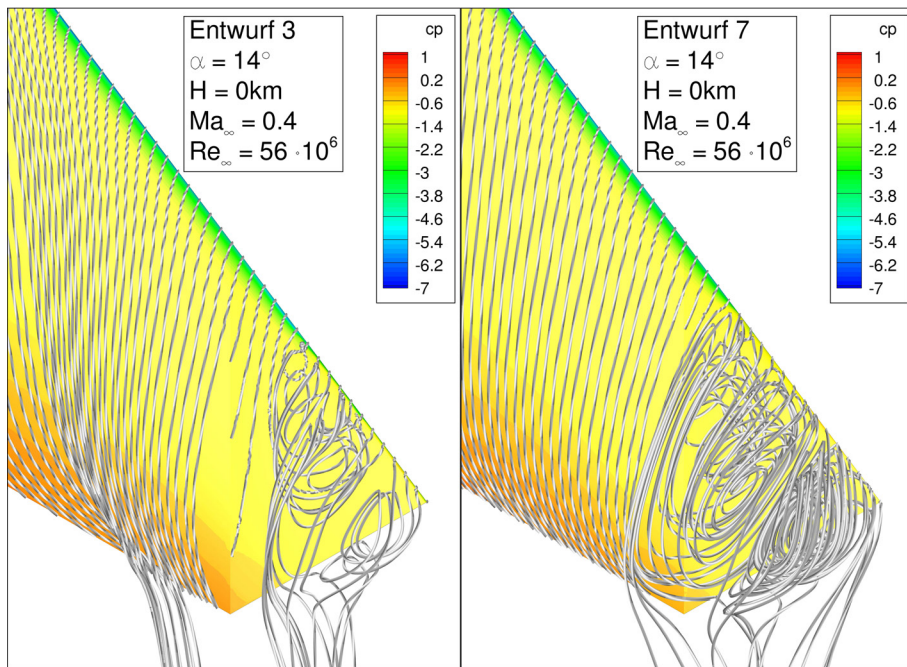 Entwurf 3
α = 14°
H = 0km
Ma∞ = 0.4
Re∞ = 56 ·10⁶
cp
1
0.2
-0.6
-1.4
-2.2
-3
-3.8
-4.6
-5.4
-6.2
-7
Entwurf 7
α = 14°
H = 0km
Ma∞ = 0.4
Re∞ = 56 ·10⁶
cp
1
0.2
-0.6
-1.4
-2.2
-3
-3.8
-4.6
-5.4
-6.2
-7